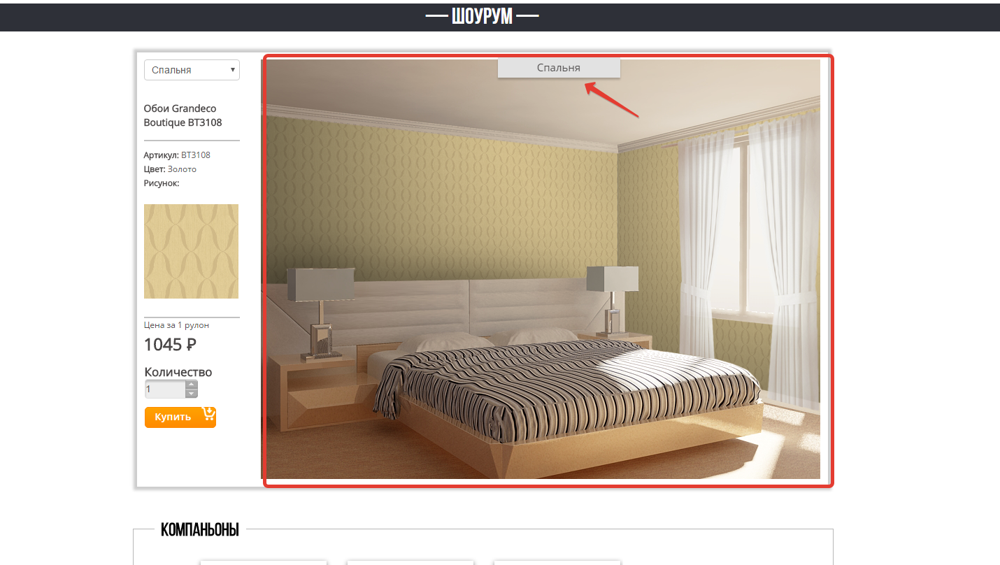 — ШОУРУМ —
Спальня
Спальня
Обои Grandeco
Boutique BT3108
Артикул: BT3108
Цвет: Золото
Рисунок:
Цена за 1 рулон
1045 ₽
Количество
1
Купить
КОМПАНЬОНЫ